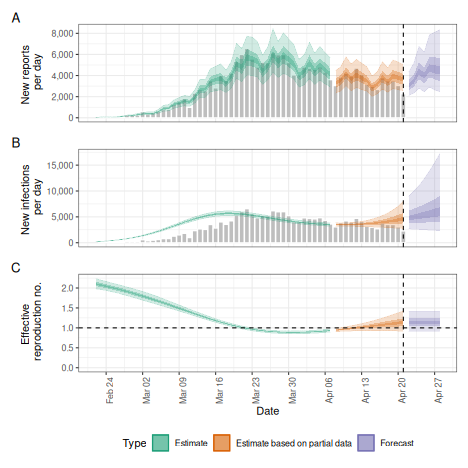 A
New reports
per day
8,000
6,000
4,000
2,000
0
B
New infections
per day
15,000
10,000
5,000
0
C
Effective
reproduction no.
2.0
1.5
1.0
0.5
0.0
Feb 24
Mar 02
Mar 09
Mar 16
Mar 23
Mar 30
Apr 06
Apr 13
Apr 20
Apr 27
Date
Type Estimate Estimate based on partial data Forecast